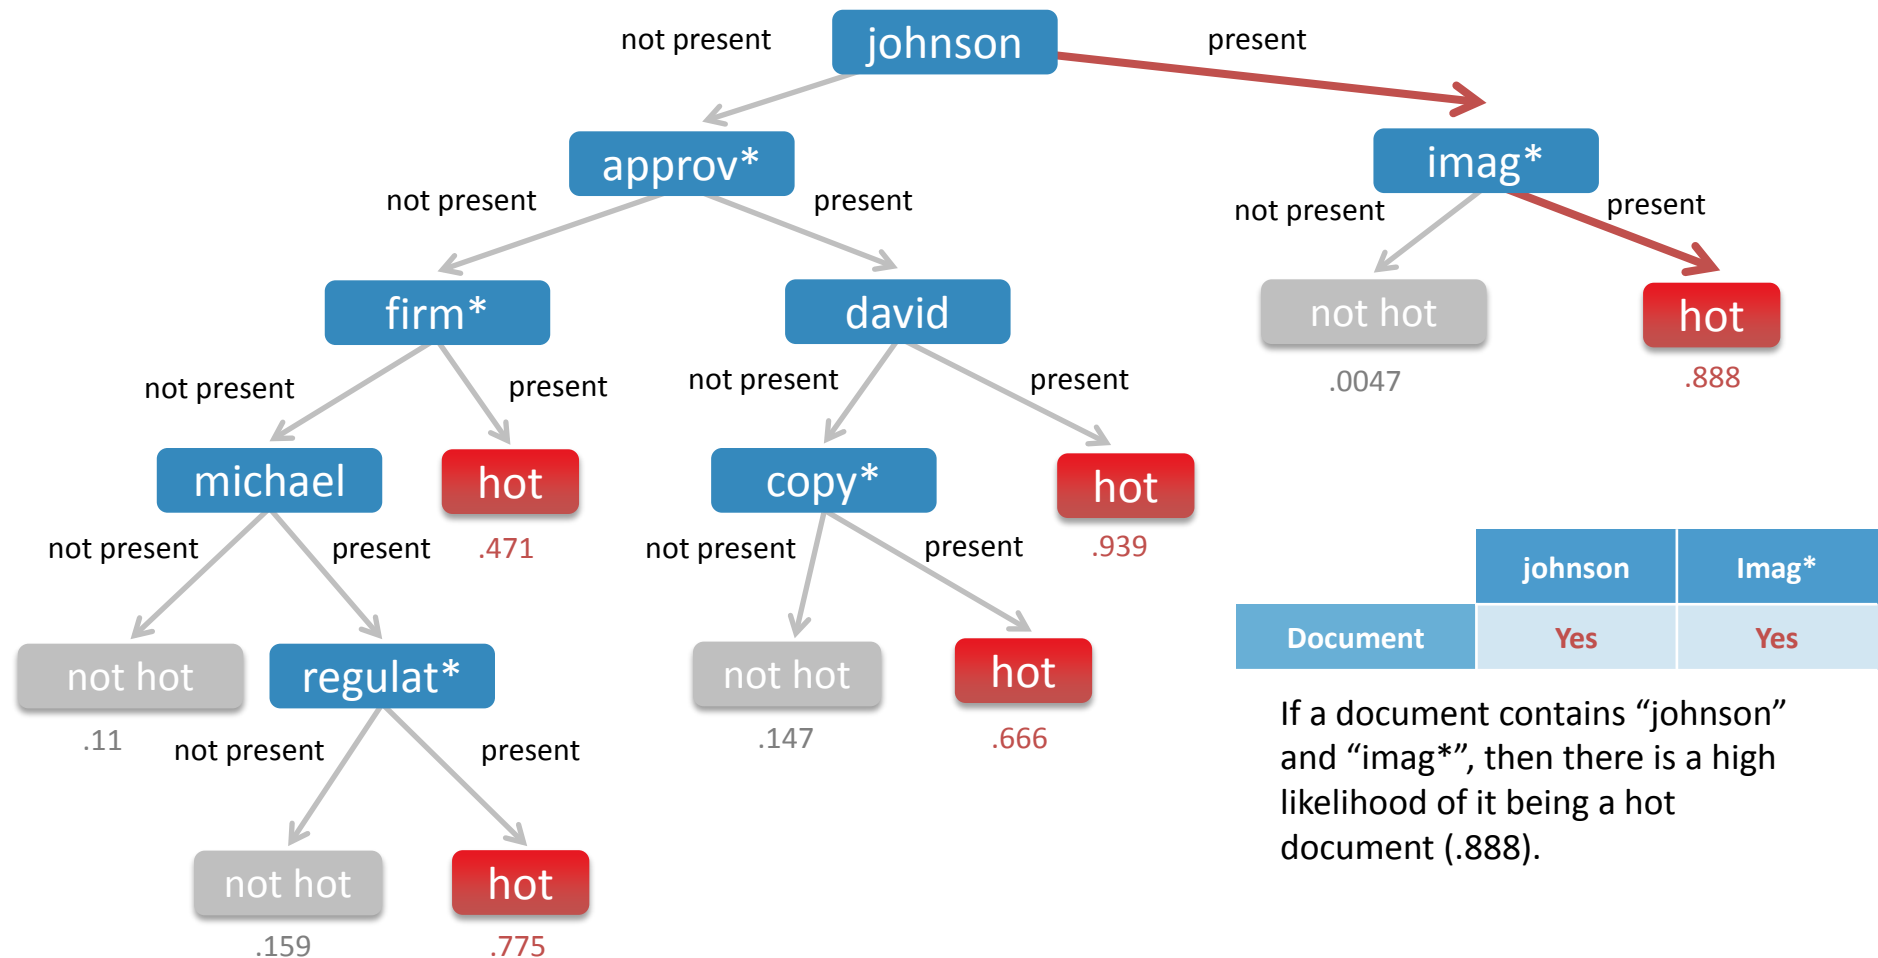 not present
johnson
present
approv*
imag*
not present
present
not present
present
firm*
david
not hot
hot
not present
present
not present
present
.0047
.888
michael
hot
copy*
hot
not present
present
.471
not present
present
.939
johnson
Imag*
Document
Yes
Yes
not hot
regulat*
not hot
hot
.11
not present
present
.147
.666
If a document contains “johnson”
and “imag*”, then there is a high
likelihood of it being a hot
document (.888).
not hot
hot
.159
.775